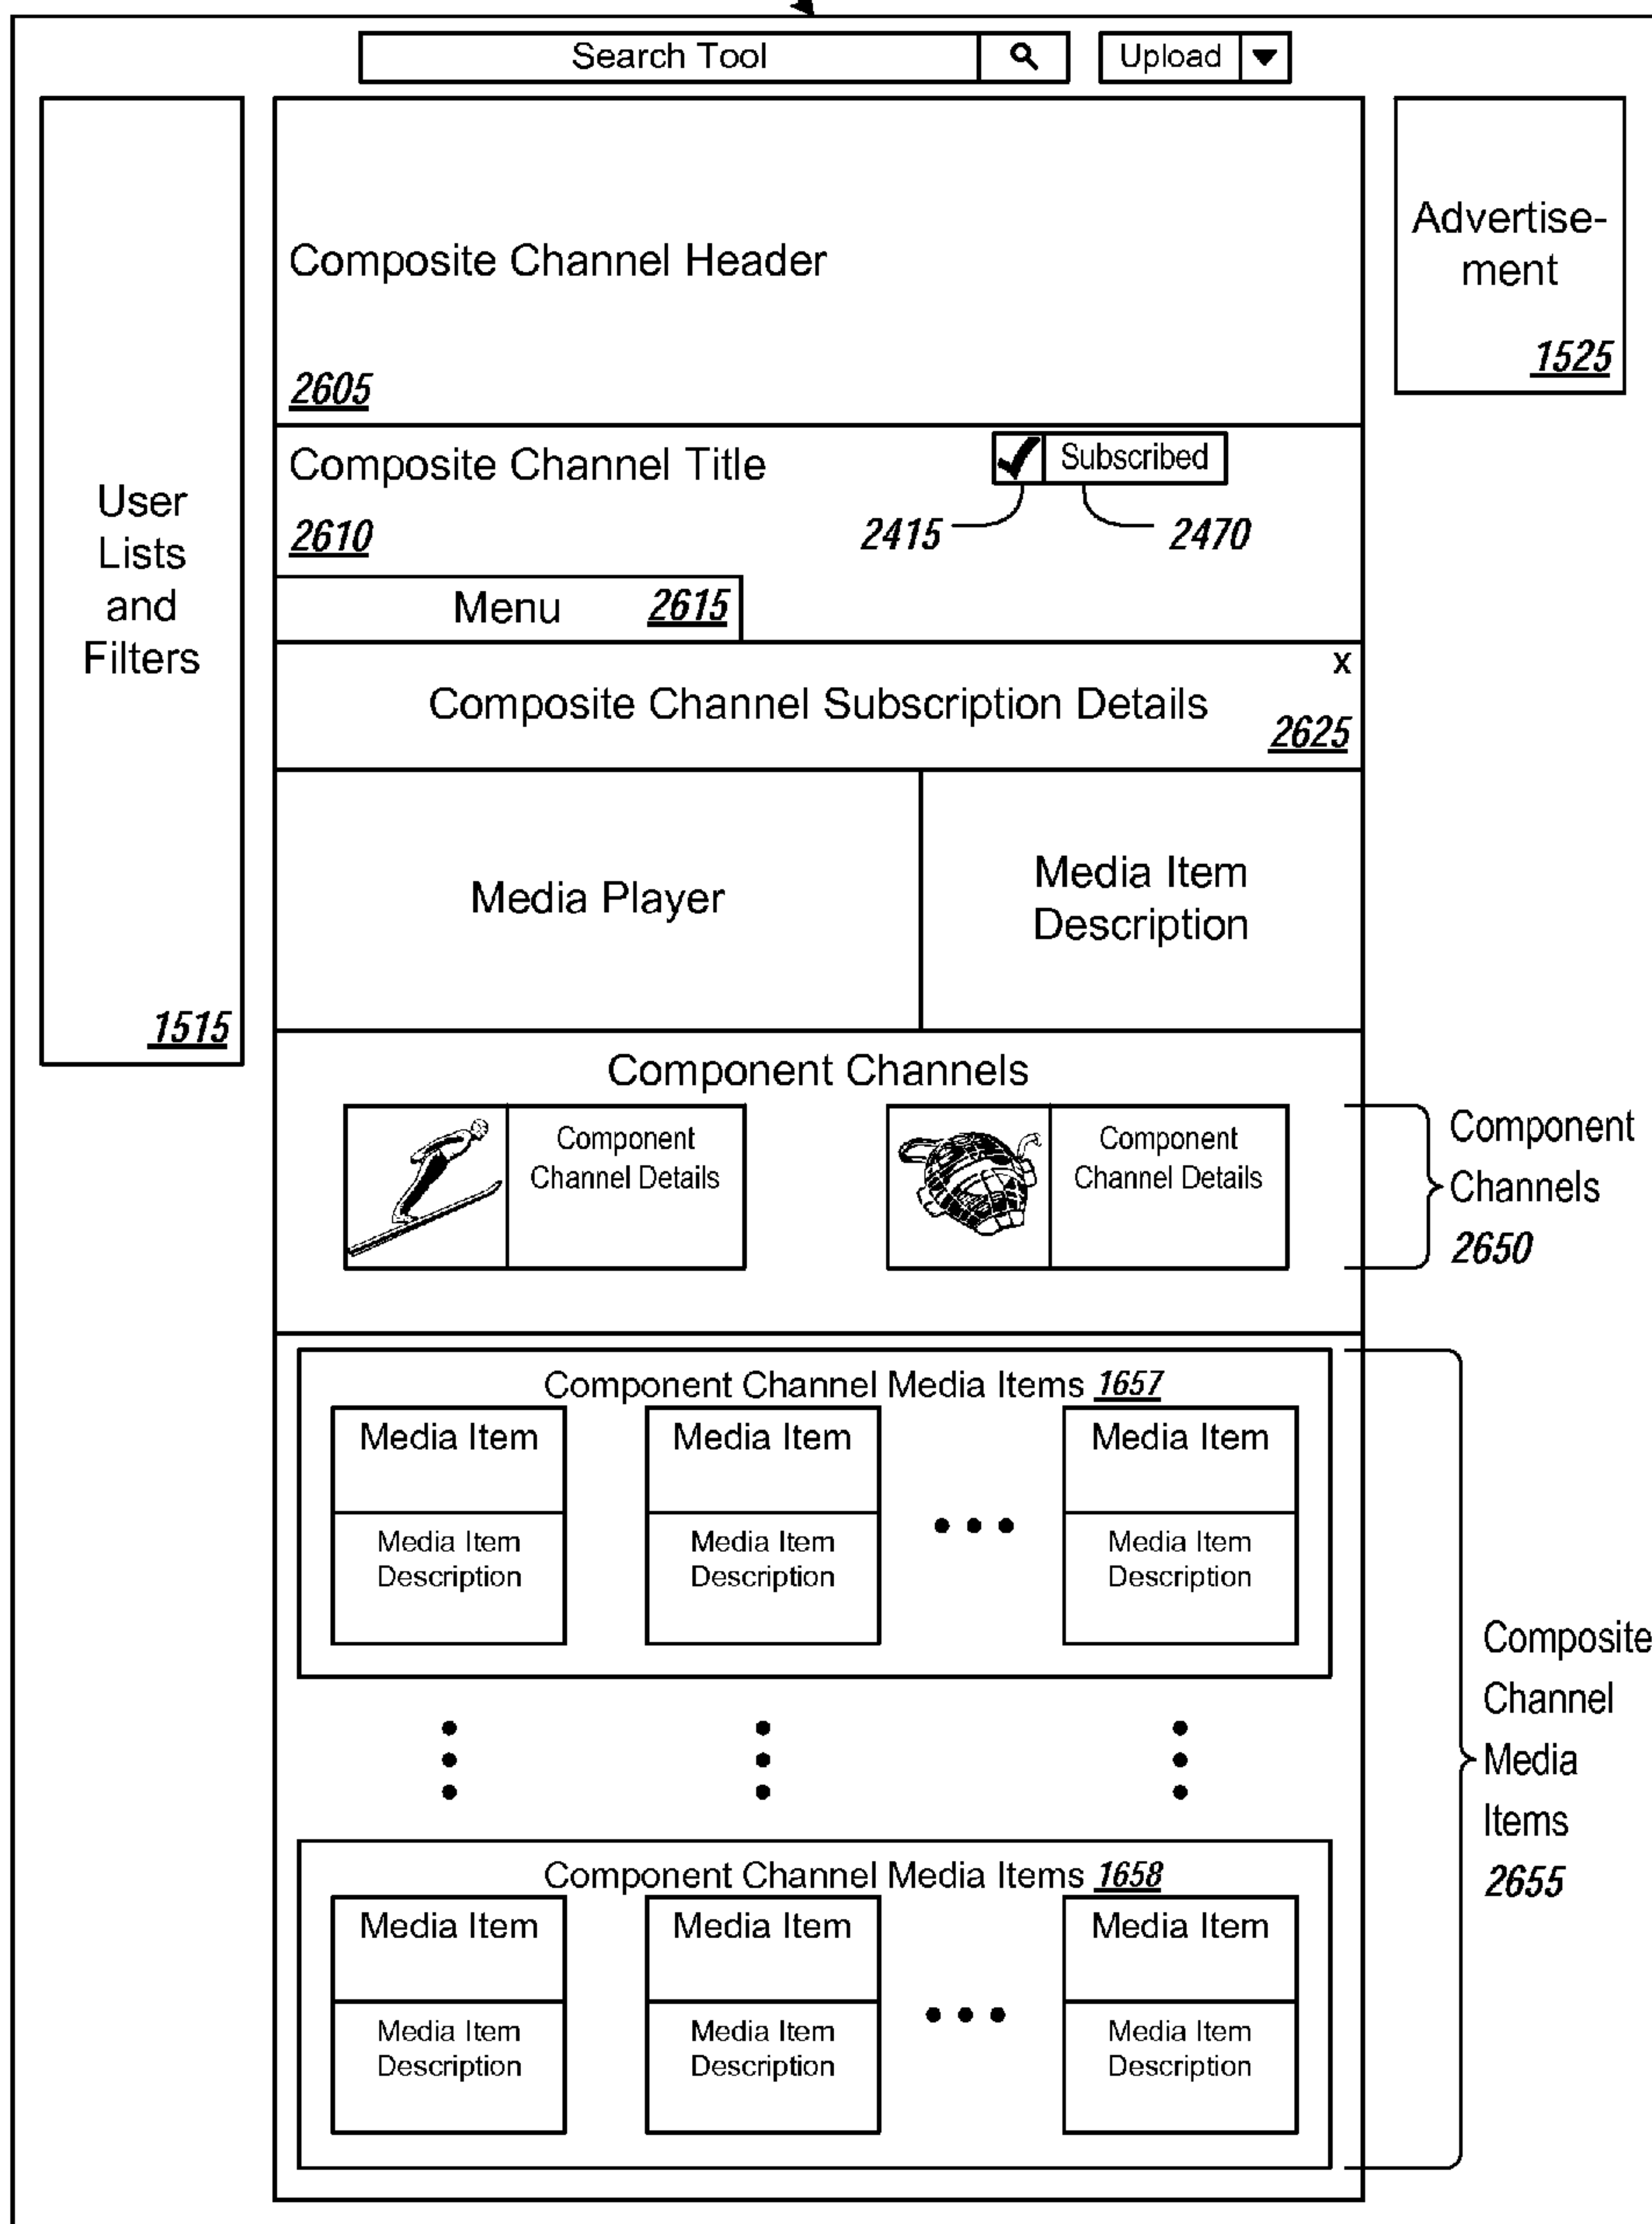 Search Tool
Upload
User
Lists
and
Filters
1515
Composite Channel Header
2605
Advertise-
ment
1525
Composite Channel Title
Subscribed
2610
2415
2470
Menu 2615
x
Composite Channel Subscription Details
2625
Media Player
Media Item
Description
Component Channels
Component
Channel Details
Component
Channel Details
Component
Channels
2650
Component Channel Media Items 1657
Media Item
Media Item
Description
Media Item
Media Item
Description
Media Item
Media Item
Description
Composite
Channel
Media
Items
2655
Component Channel Media Items 1658
Media Item
Media Item
Description
Media Item
Media Item
Description
Media Item
Media Item
Description